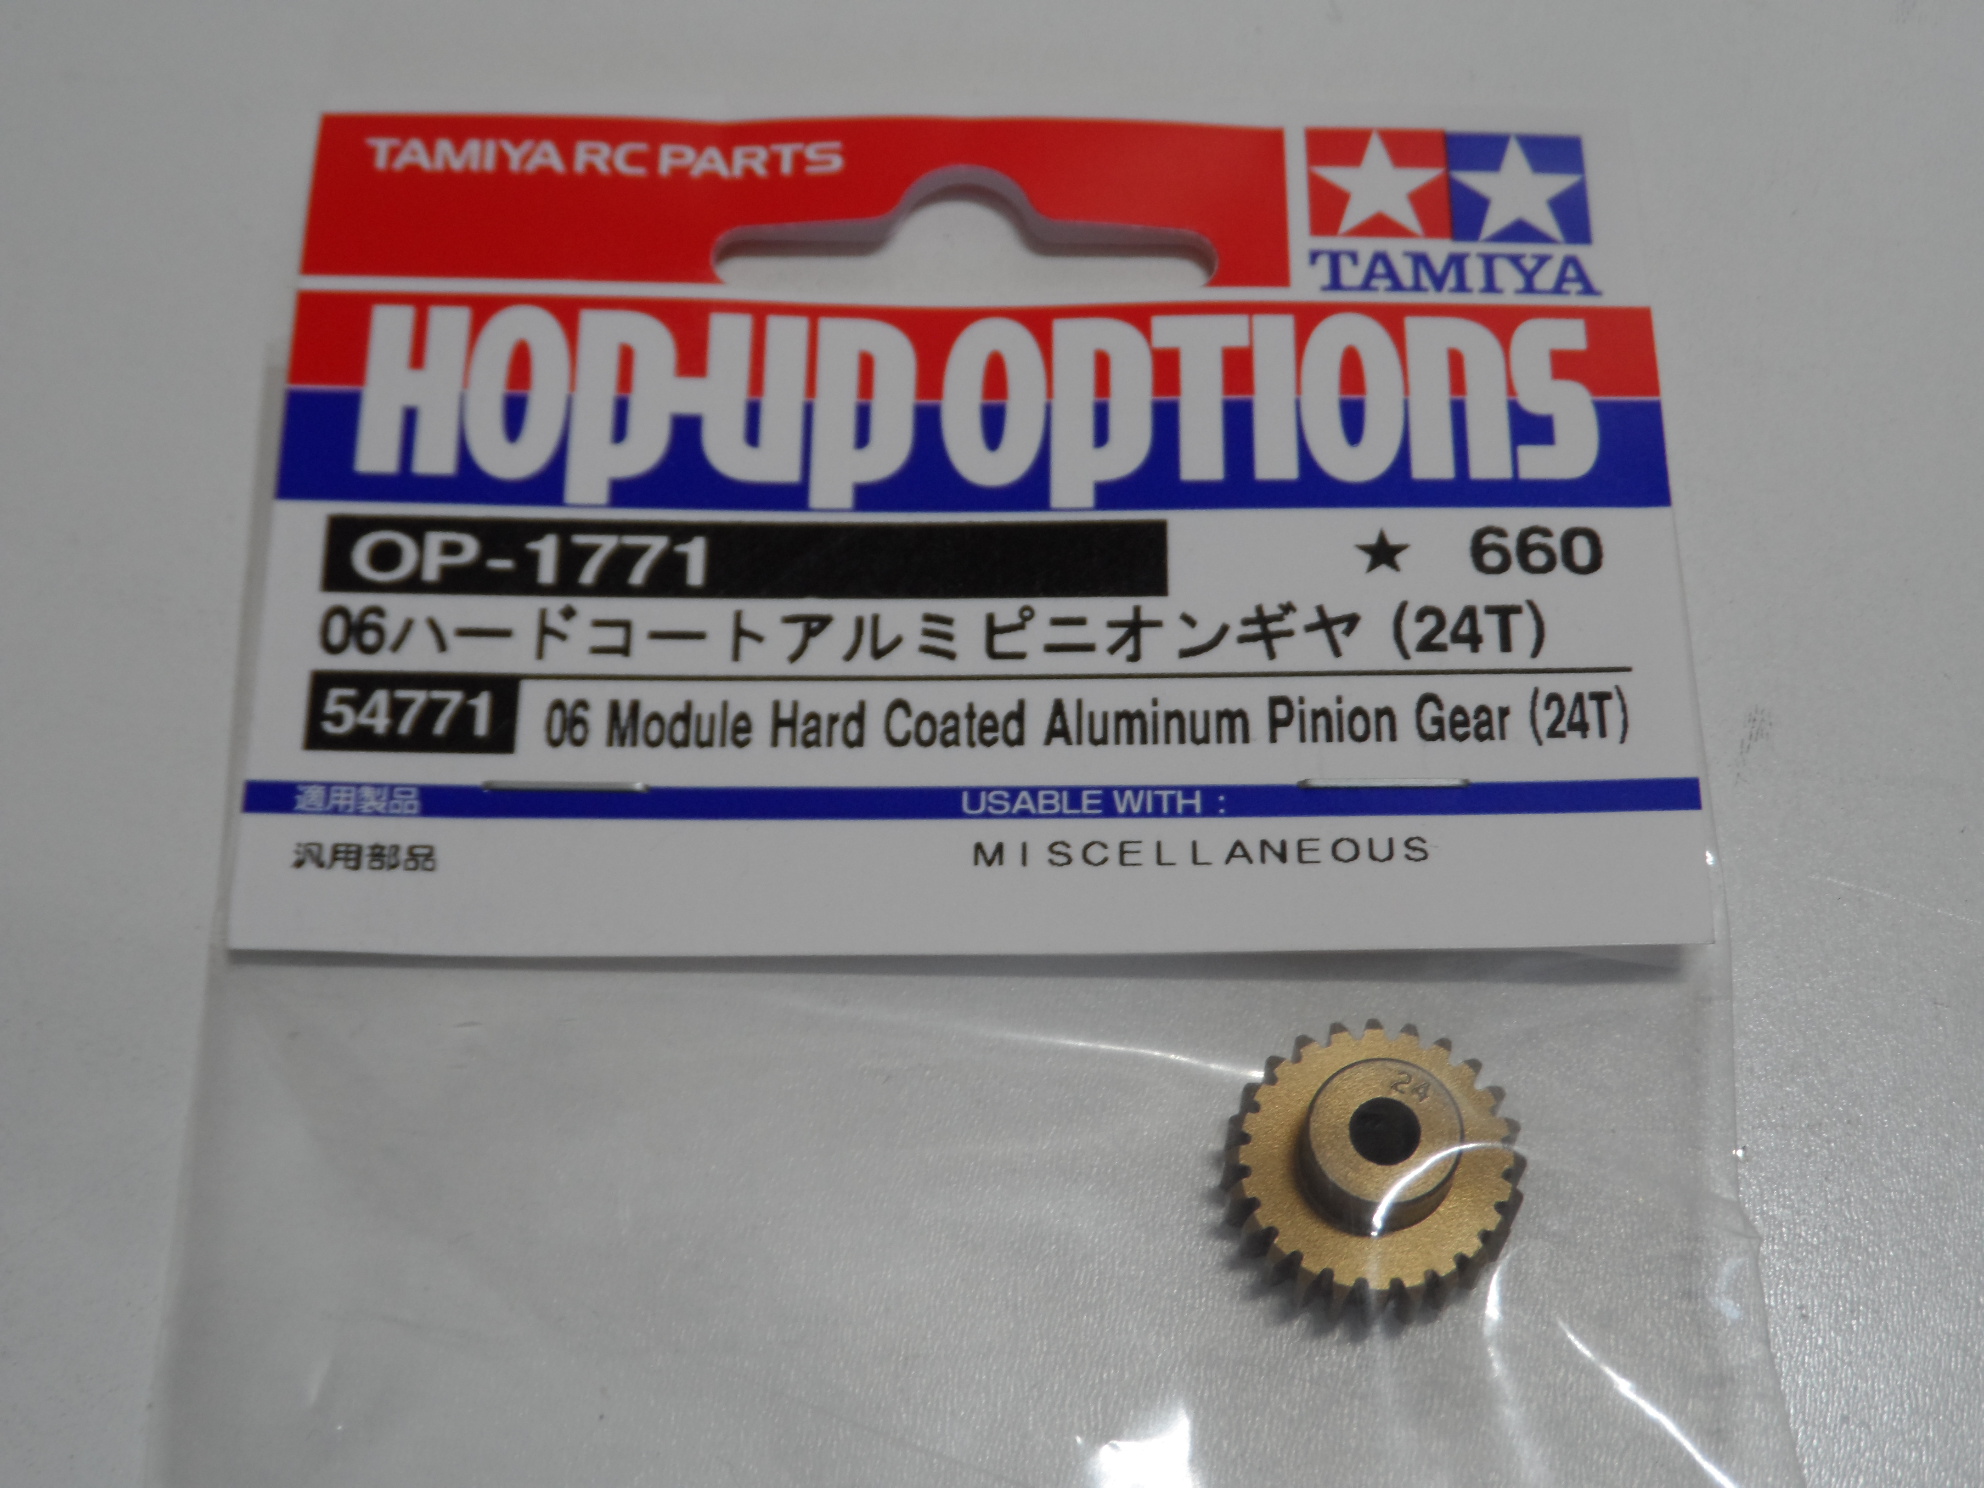 TAMIYA RC PARTS
TAMIYA
HOP-UP OPTIONS
OP-1771 ★ 660
06ハードコートアルミピニオンギヤ (24T)
54771 06 Module Hard Coated Aluminum Pinion Gear (24T)
適用製品 USABLE WITH :
汎用部品 MISCELLANEOUS
24